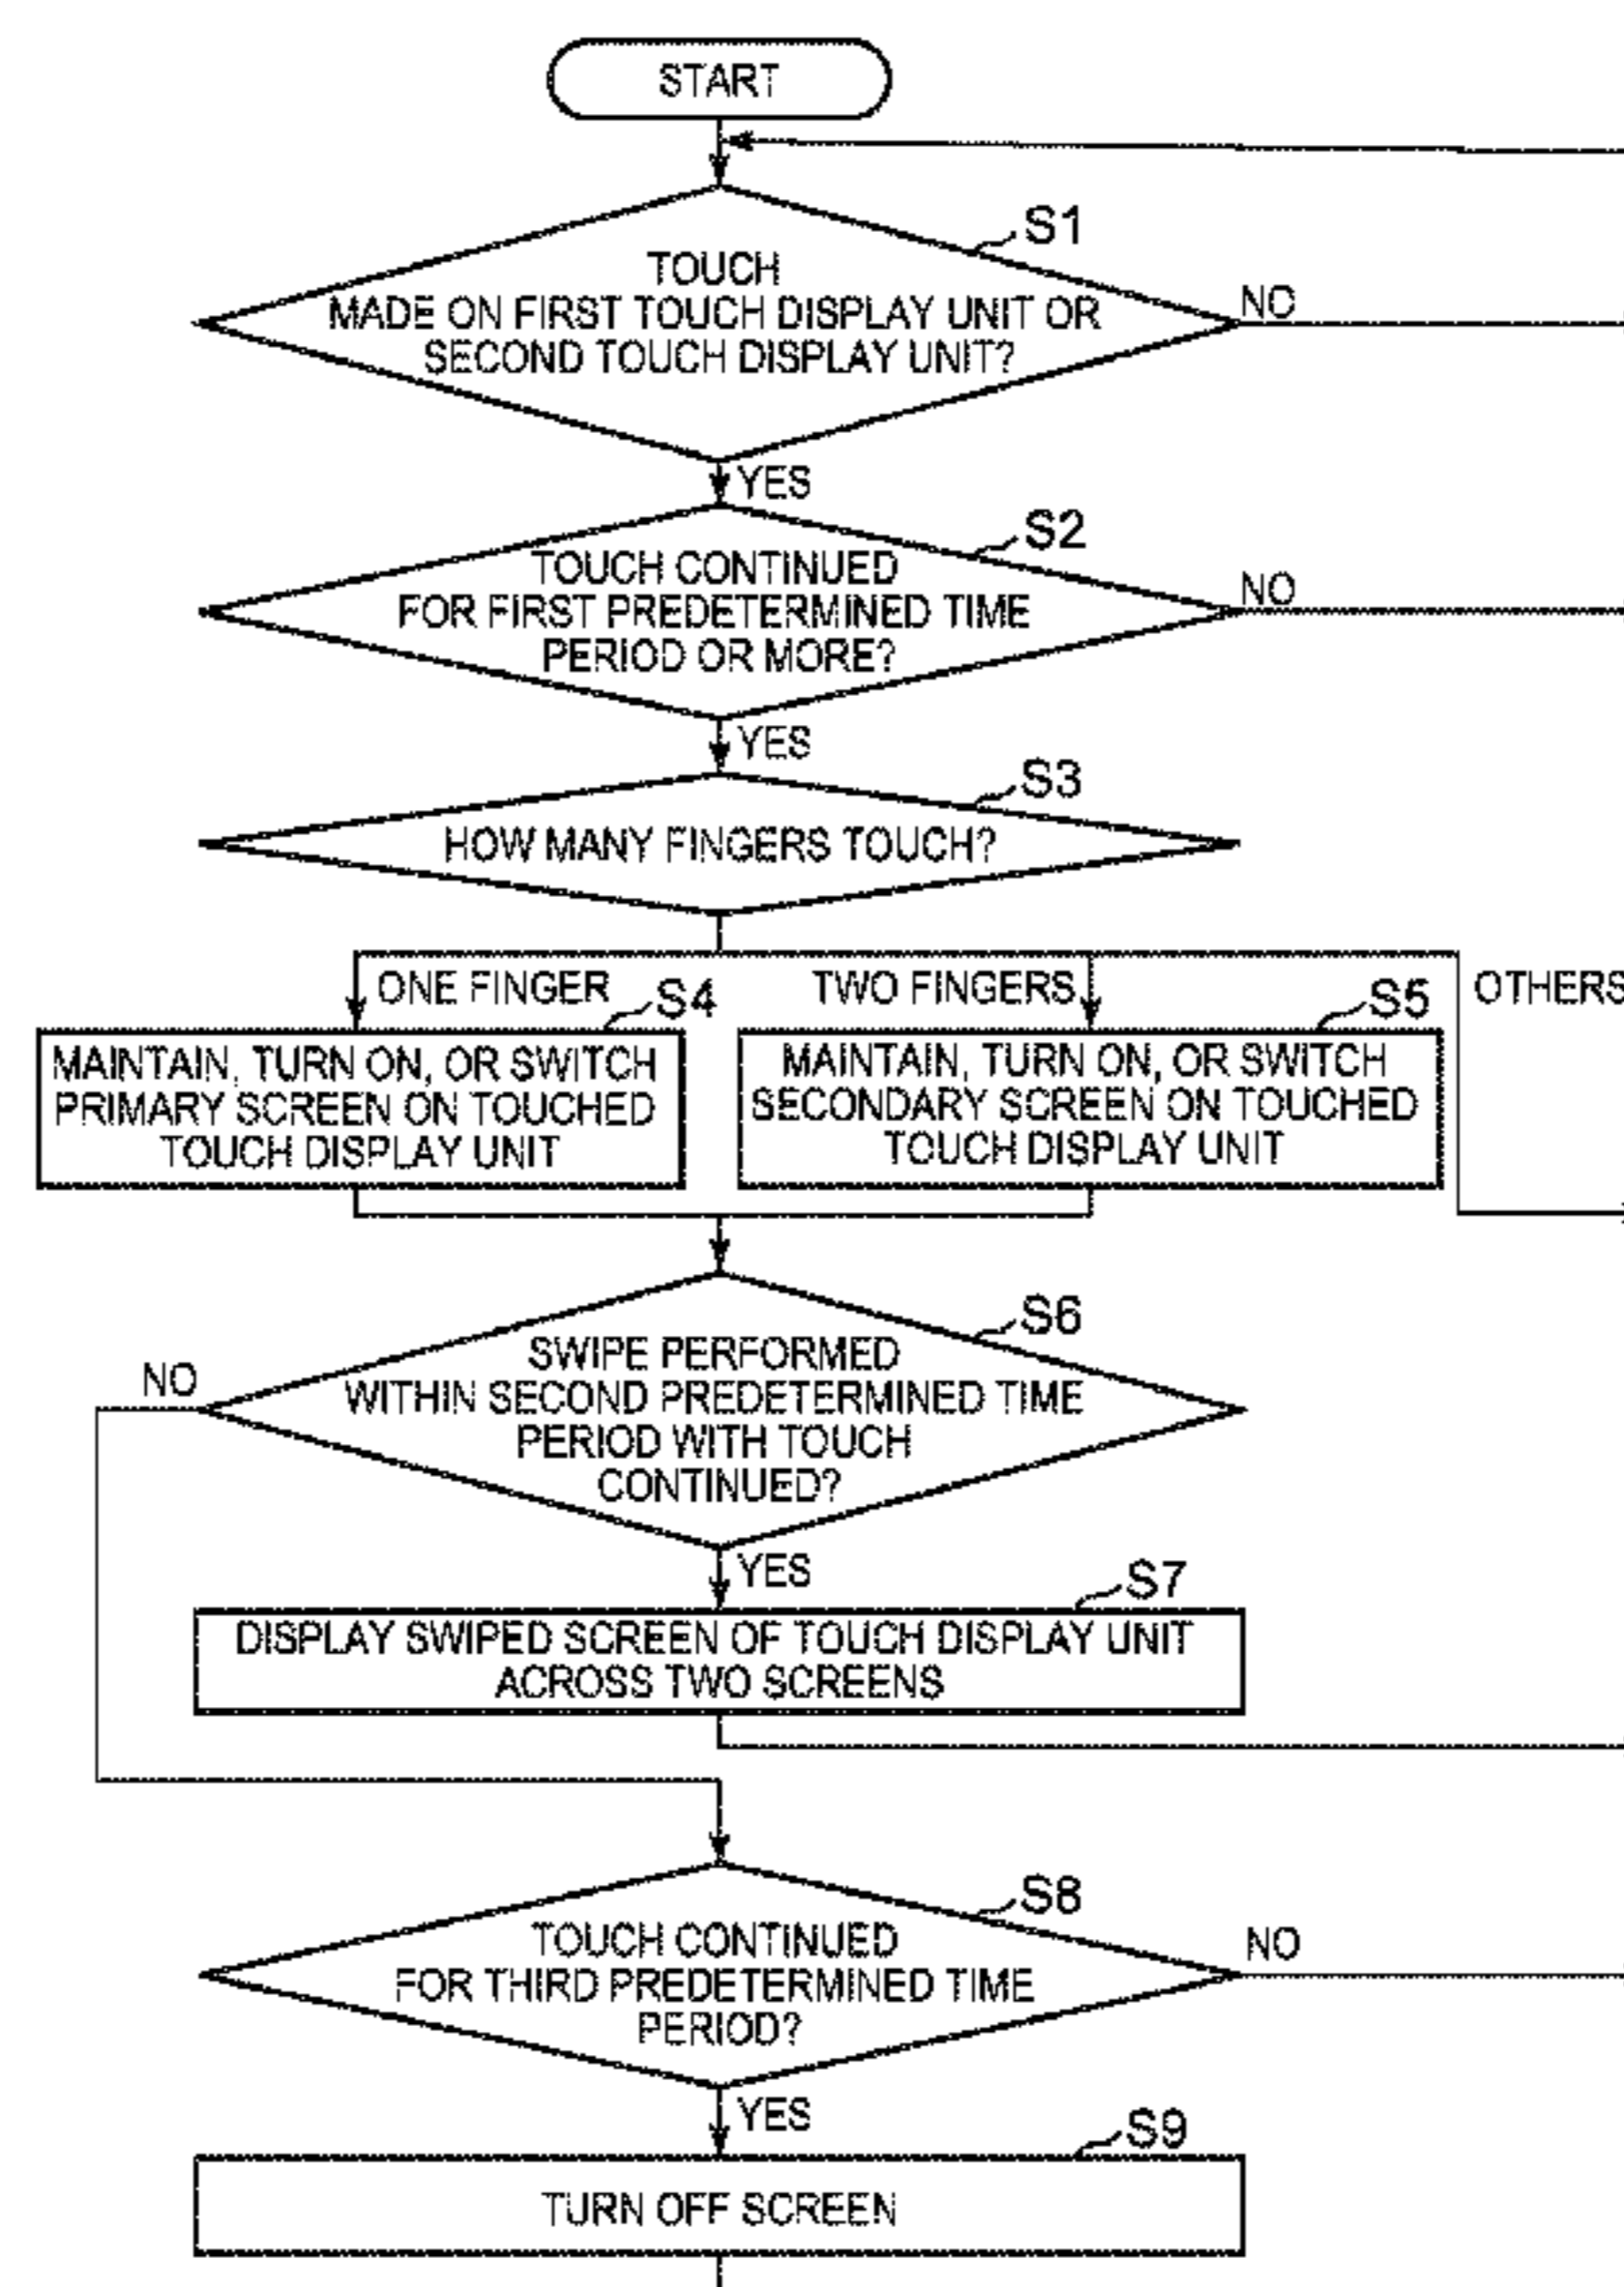 START
S1
TOUCH
MADE ON FIRST TOUCH DISPLAY UNIT OR
SECOND TOUCH DISPLAY UNIT?
NO
YES
S2
TOUCH CONTINUED
FOR FIRST PREDETERMINED TIME
PERIOD OR MORE?
NO
YES
S3
HOW MANY FINGERS TOUCH?
ONE FINGER
S4
TWO FINGERS
S5
OTHERS
MAINTAIN, TURN ON, OR SWITCH
PRIMARY SCREEN ON TOUCHED
TOUCH DISPLAY UNIT
MAINTAIN, TURN ON, OR SWITCH
SECONDARY SCREEN ON TOUCHED
TOUCH DISPLAY UNIT
S6
SWIPE PERFORMED
WITHIN SECOND PREDETERMINED TIME
PERIOD WITH TOUCH
CONTINUED?
NO
YES
S7
DISPLAY SWIPED SCREEN OF TOUCH DISPLAY UNIT
ACROSS TWO SCREENS
S8
TOUCH CONTINUED
FOR THIRD PREDETERMINED TIME
PERIOD?
NO
YES
S9
TURN OFF SCREEN